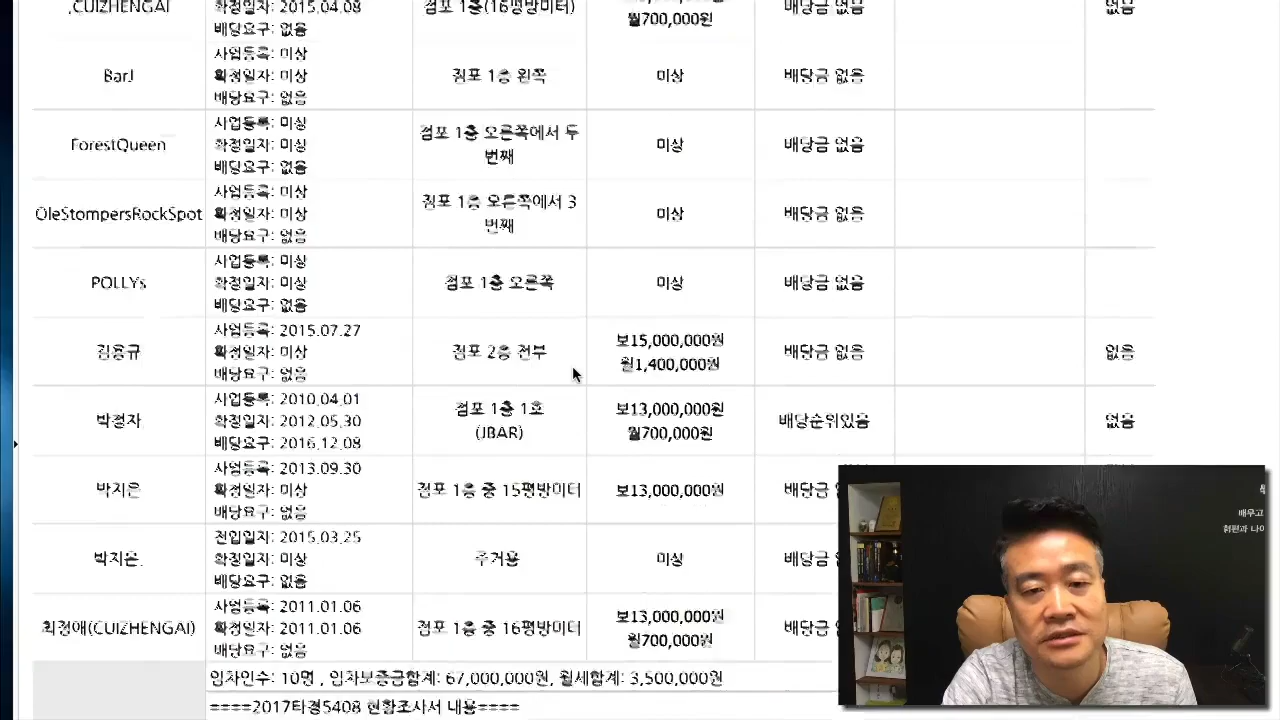 ,CUIZHENGAI
확정일자: 2015.04.08
배당요구: 없음
점포 1층(16평방미터)
월700,000원
배당금 없음
없음
BarJ
사업등록: 미상
확정일자: 미상
배당요구: 없음
점포 1층 왼쪽
미상
배당금 없음
ForestQueen
사업등록: 미상
확정일자: 미상
배당요구: 없음
점포 1층 오른쪽에서 두
번째
미상
배당금 없음
OleStompersRockSpot
사업등록: 미상
확정일자: 미상
배당요구: 없음
점포 1층 오른쪽에서 3
번째
미상
배당금 없음
POLLYs
사업등록: 미상
확정일자: 미상
배당요구: 없음
점포 1층 오른쪽
미상
배당금 없음
김용규
사업등록: 2015.07.27
확정일자: 미상
배당요구: 없음
점포 2층 전부
보15,000,000원
월1,400,000원
배당금 없음
없음
박정자
사업등록: 2010.04.01
확정일자: 2012.05.30
배당요구: 2016.12.08
점포 1층 1호
(JBAR)
보13,000,000원
월700,000원
배당순위있음
없음
박지은
사업등록: 2013.09.30
확정일자: 미상
배당요구: 없음
점포 1층 중 15평방미터
보13,000,000원
배당금
박지은.
전입일자: 2015.03.25
확정일자: 미상
배당요구: 없음
주거용
미상
배당금
최정애(CUIZHENGAI)
사업등록: 2011.01.06
확정일자: 2011.01.06
배당요구: 없음
점포 1층 중 16평방미터
보13,000,000원
월700,000원
배당금
임차인수: 10명 , 임차보증금합계: 67,000,000원, 월세합계: 3,500,000원
====2017타경5408 현황조사서 내용====
배우고